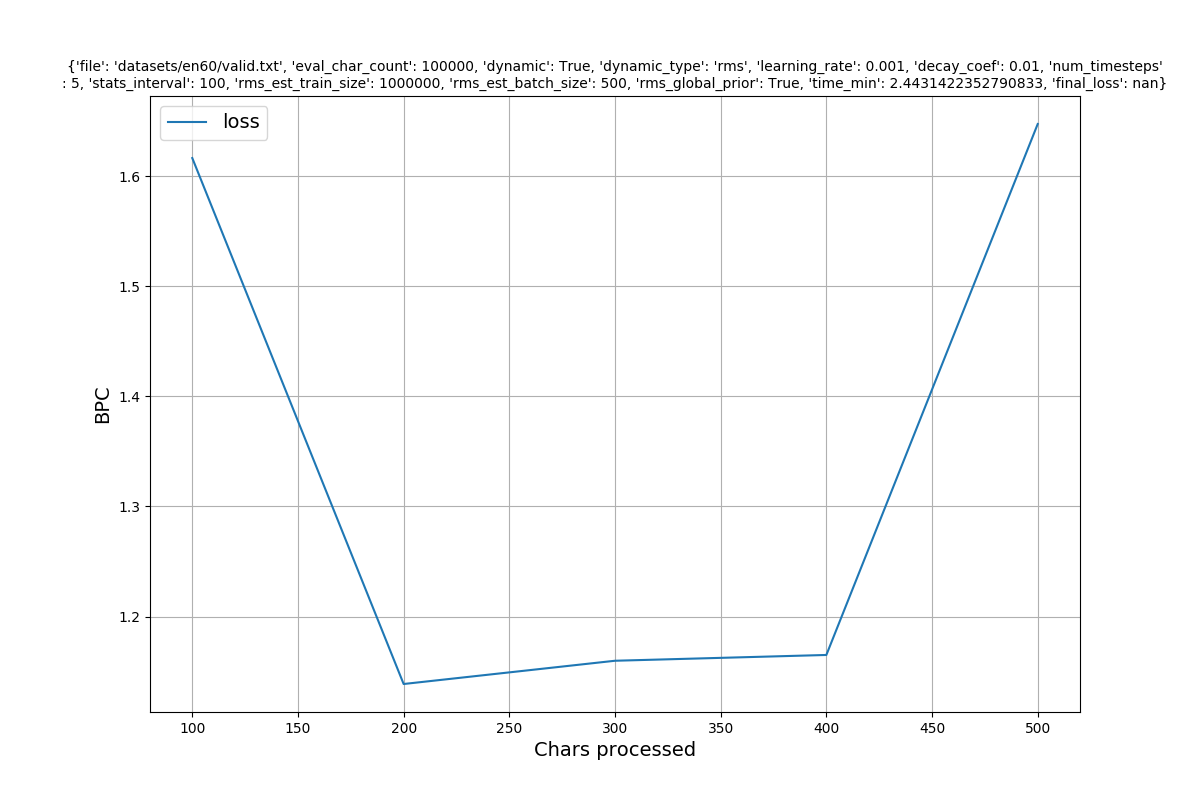 {'file': 'datasets/en60/valid.txt', 'eval_char_count': 100000, 'dynamic': True, 'dynamic_type': 'rms', 'learning_rate': 0.001, 'decay_coef': 0.01, 'num_timesteps'
: 5, 'stats_interval': 100, 'rms_est_train_size': 1000000, 'rms_est_batch_size': 500, 'rms_global_prior': True, 'time_min': 2.4431422352790833, 'final_loss': nan}
loss
1.6
1.5
1.4
1.3
1.2
BPC
100 150 200 250 300 350 400 450 500
Chars processed